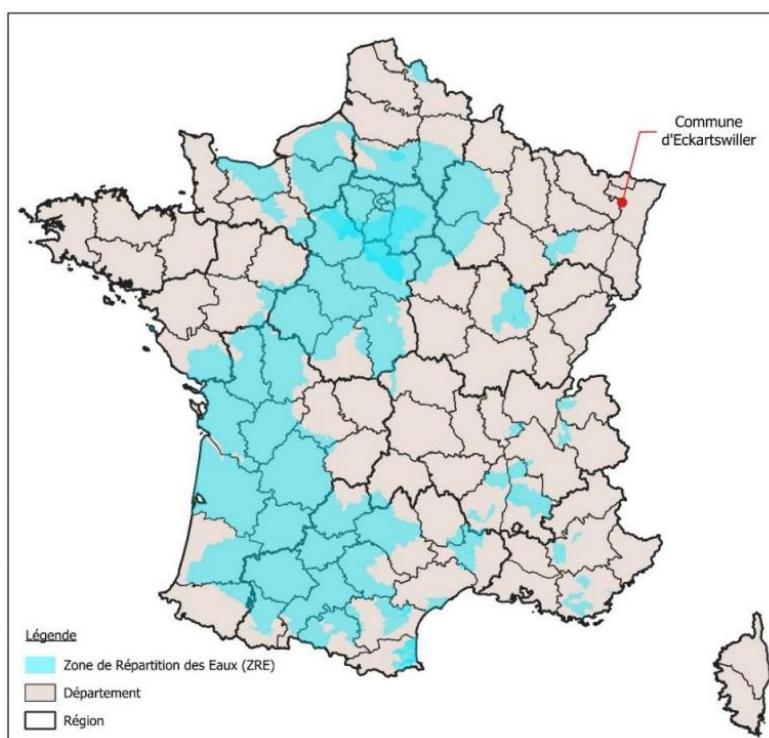 Commune
d'Eckartswiller
Légende
Zone de Répartition des Eaux (ZRE)
Département
Région